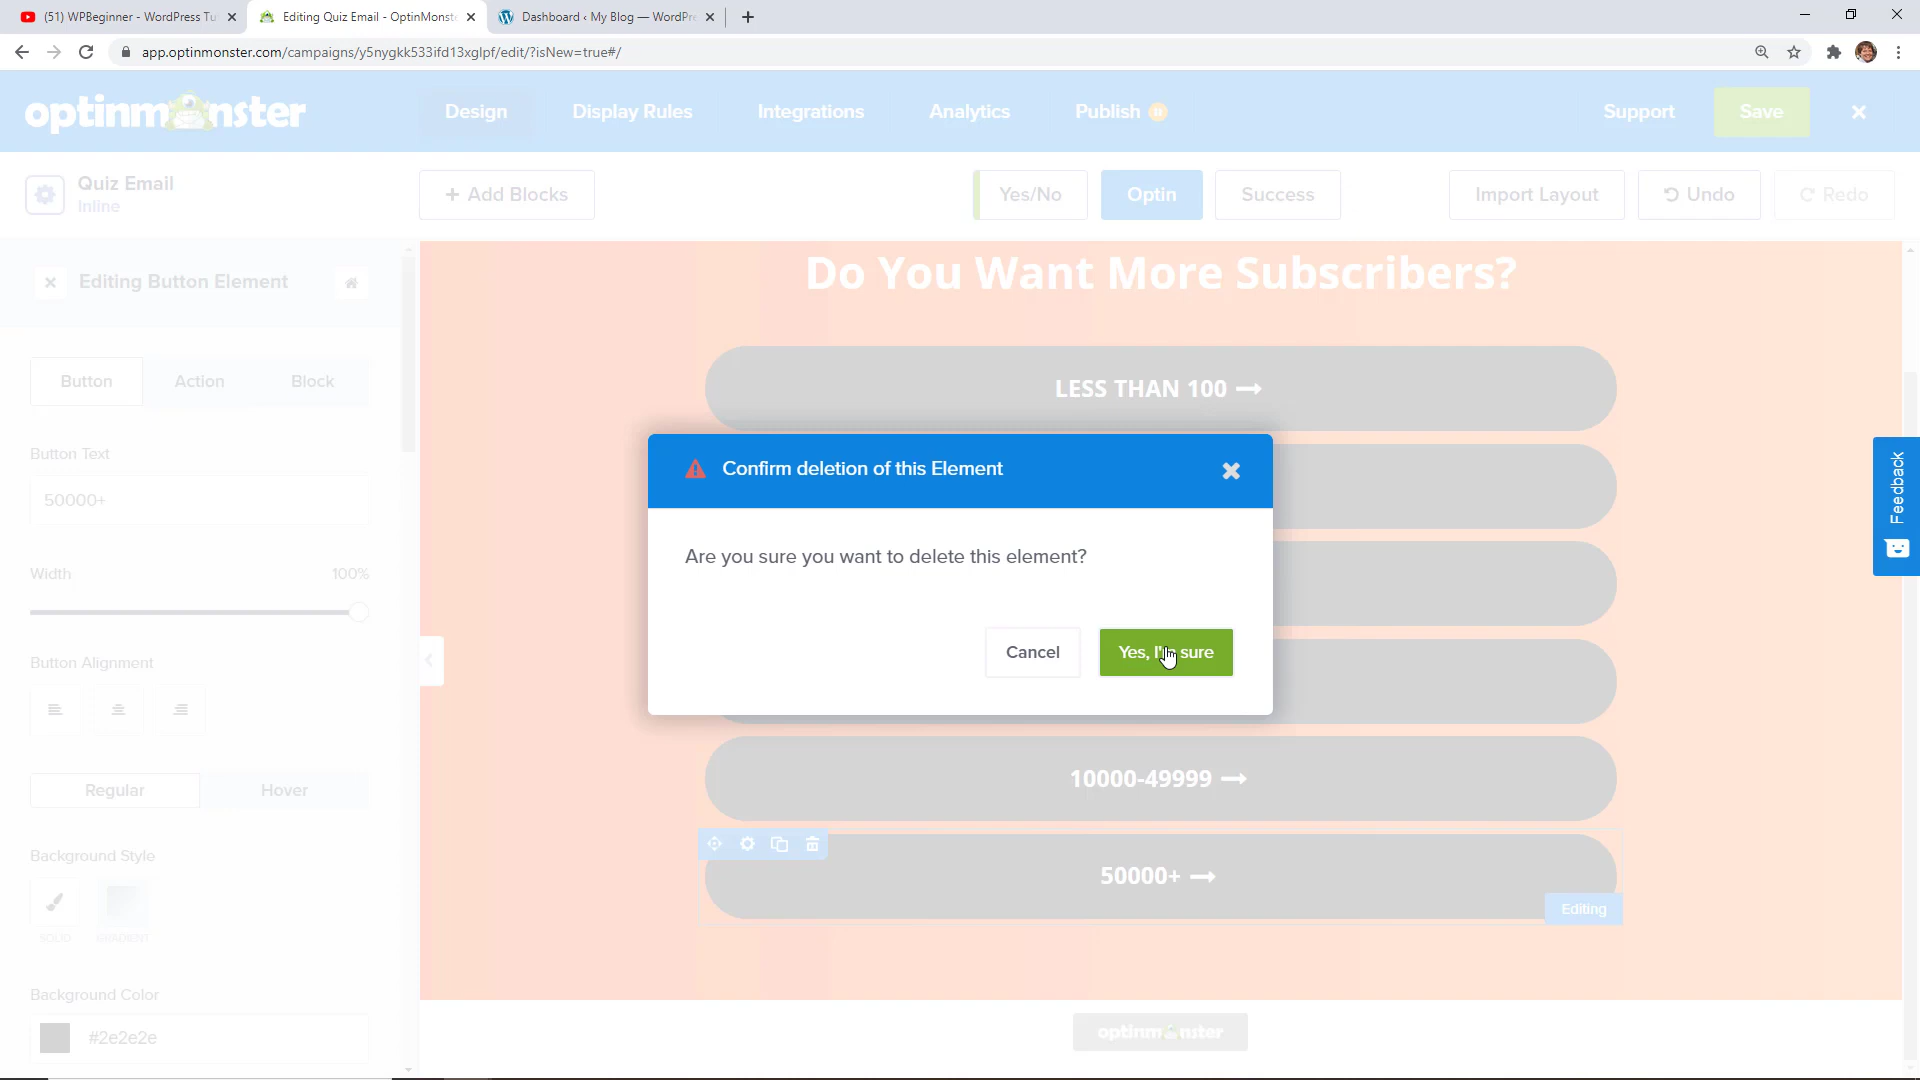 (51) WPBeginner - WordPress Tu
Editing Quiz Email - OptinMonst
Dashboard ‹ My Blog — WordPre
app.optinmonster.com/campaigns/y5nygkk533ifd13xglpf/edit/?isNew=true#/
optinmonster
Design
Display Rules
Integrations
Analytics
Publish
Support
Save
Quiz Email
Inline
+ Add Blocks
Yes/No
Optin
Success
Import Layout
Undo
Redo
Editing Button Element
Button
Action
Block
Button Text
50000+
Width
100%
Button Alignment
Regular
Hover
Background Style
SOLID
GRADIENT
Background Color
#2e2e2e
Do You Want More Subscribers?
LESS THAN 100 →
Confirm deletion of this Element
Are you sure you want to delete this element?
Cancel
Yes, I'm sure
10000-49999 →
50000+ →
Editing
optinmonster
Feedback